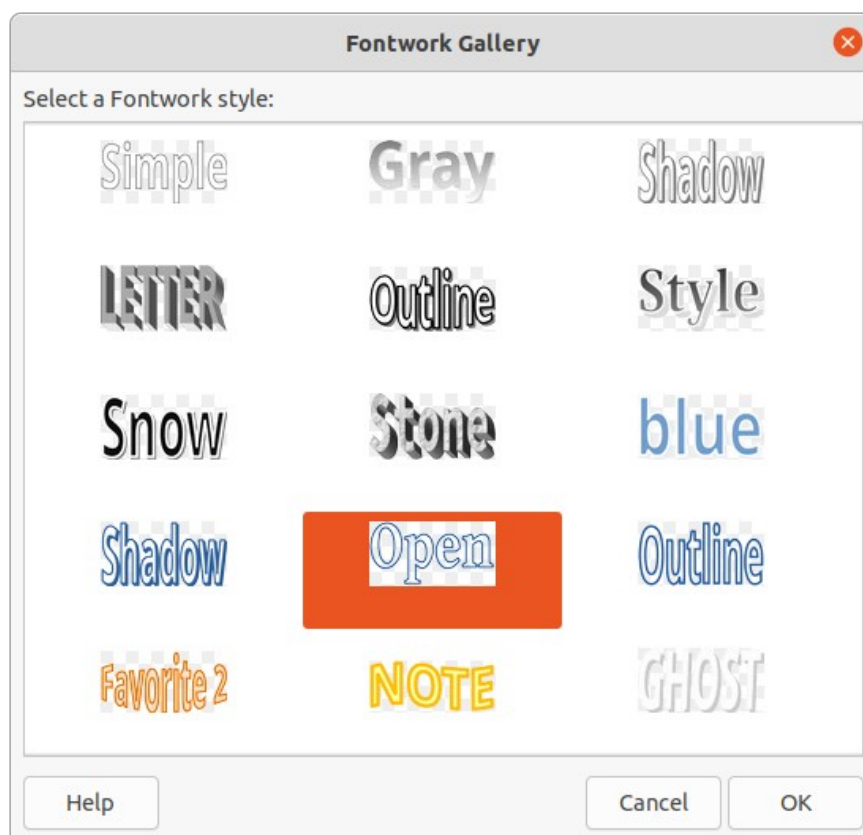 Fontwork Gallery
Select a Fontwork style:
Simple Gray Shadow
LETTER Outline Style
Snow Stone blue
Shadow Open Outline
Favorite 2 NOTE GHOST
Help Cancel OK